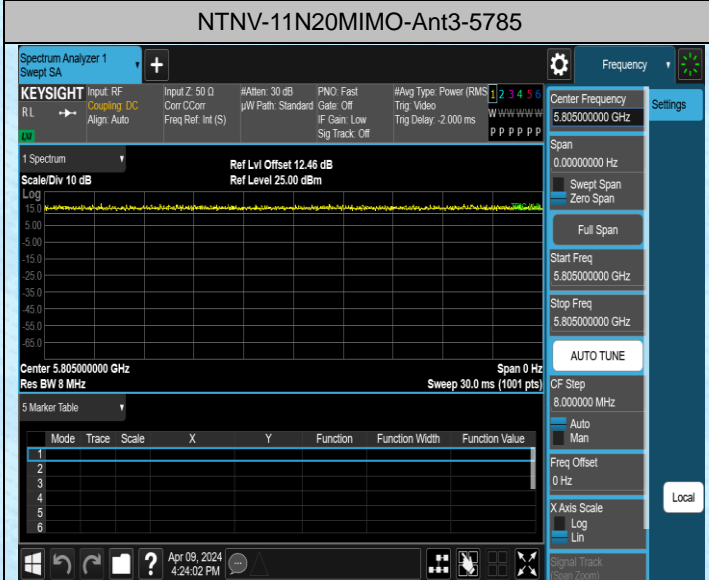 NTNV-11N20MIMO-Ant3-5785
Spectrum Analyzer 1
Swept SA
+
Frequency
KEYSIGHT Input: RF Input Z: 50 Ω #Atten: 30 dB PNO: Fast #Avg Type: Power (RMS 1 2 3 4 5 6
RL Coupling: DC Corr CCorr µW Path: Standard Gate: Off Trig: Video W W W W W W
Align: Auto Freq Ref: Int (S) IF Gain: Low Trig Delay: -2.000 ms
Sig Track: Off P P P P P P
LXI
Center Frequency
5.805000000 GHz
Settings
Span
0.00000000 Hz
Swept Span
Zero Span
Full Span
Start Freq
5.805000000 GHz
Stop Freq
5.805000000 GHz
AUTO TUNE
CF Step
8.000000 MHz
Auto
Man
Freq Offset
0 Hz
X Axis Scale
Log
Lin
Signal Track
(Span Zoom)
Local
1 Spectrum
Ref Lvl Offset 12.46 dB
Scale/Div 10 dB Ref Level 25.00 dBm
Log
15.0
5.00
-5.00
-15.0
-25.0
-35.0
-45.0
-55.0
-65.0
Center 5.805000000 GHz Span 0 Hz
Res BW 8 MHz Sweep 30.0 ms (1001 pts)
5 Marker Table
Mode Trace Scale X Y Function Function Width Function Value
1
2
3
4
5
6
? Apr 09, 2024
4:24:02 PM